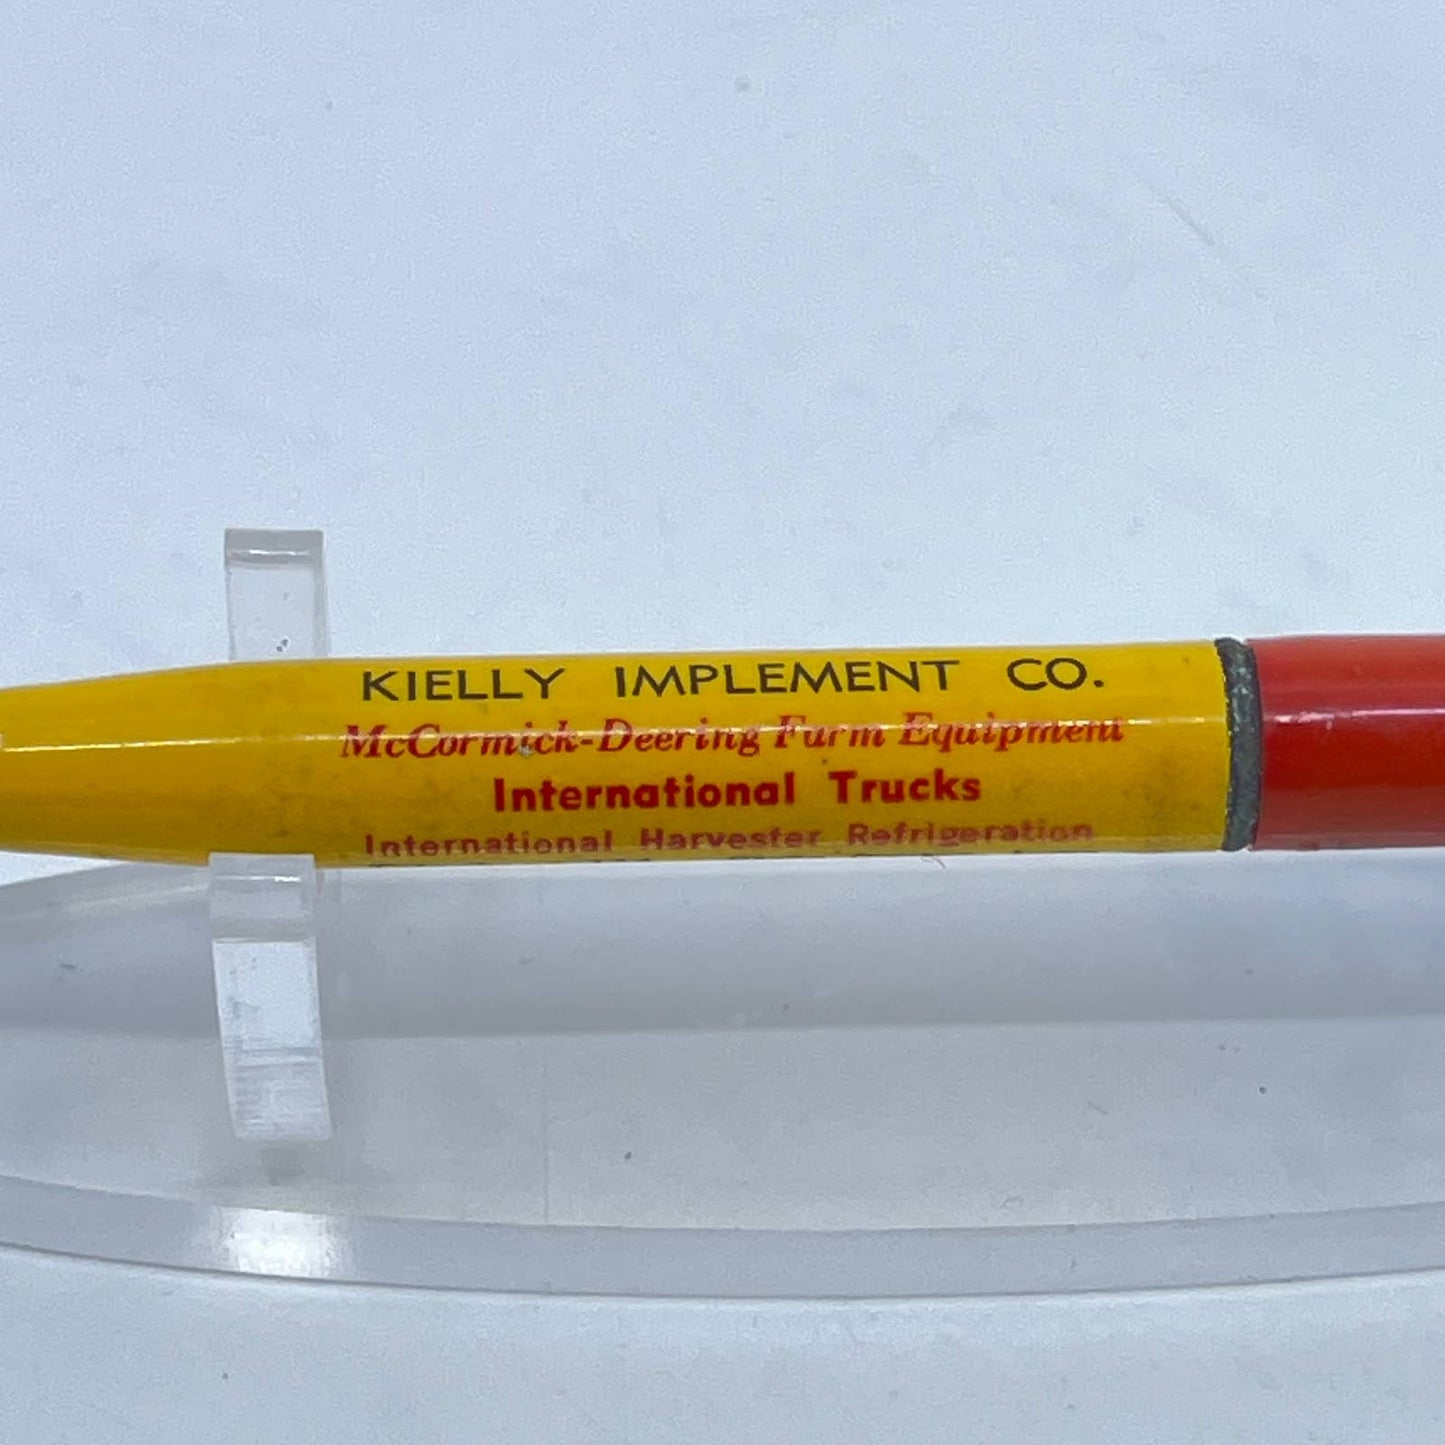 KIELLY IMPLEMENT CO.
McCormick-Deering Farm Equipment
International Trucks
International Harvester Refrigeration